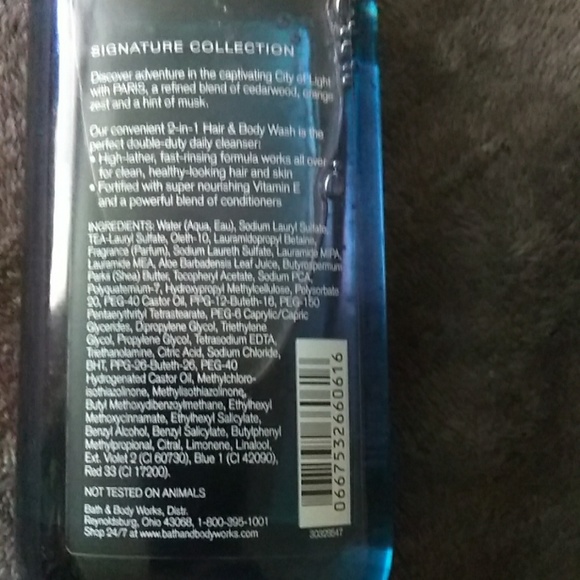 SIGNATURE COLLECTION
Discover adventure in the captivating City of Light
with PARIS, a refined blend of cedarwood, orange
zest and a hint of musk.
Our convenient 2-in-1 Hair & Body Wash is the
perfect double-duty daily cleanser:
• High-lather, fast-rinsing formula works all over
for clean, healthy-looking hair and skin
• Fortified with super nourishing Vitamin E
and a powerful blend of conditioners
INGREDIENTS: Water (Aqua, Eau), Sodium Lauryl Sulfate,
TEA-Lauryl Sulfate, Oleth-10, Lauramidopropyl Betaine,
Fragrance (Parfum), Sodium Laureth Sulfate, Lauramide MIPA,
Lauramide MEA, Aloe Barbadensis Leaf Juice, Butyrospermum
Parkii (Shea) Butter, Tocopheryl Acetate, Sodium PCA,
Polyquaternium-7, Hydroxypropyl Methylcellulose, Polysorbate
20, PEG-40 Castor Oil, PPG-12-Buteth-16, PEG-150
Pentaerythrityl Tetrastearate, PEG-6 Caprylic/Capric
Glycerides, Dipropylene Glycol, Triethylene
Glycol, Propylene Glycol, Tetrasodium EDTA,
Triethanolamine, Citric Acid, Sodium Chloride,
BHT, PPG-26-Buteth-26, PEG-40
Hydrogenated Castor Oil, Methylchloro-
isothiazolinone, Methylisothiazolinone,
Butyl Methoxydibenzoylmethane, Ethylhexyl
Methoxycinnamate, Ethylhexyl Salicylate,
Benzyl Alcohol, Benzyl Salicylate, Butylphenyl
Methylpropional, Citral, Limonene, Linalool,
Ext. Violet 2 (CI 60730), Blue 1 (CI 42090),
Red 33 (CI 17200).
NOT TESTED ON ANIMALS
Bath & Body Works, Distr.
Reynoldsburg, Ohio 43068, 1-800-395-1001
Shop 24/7 at www.bathandbodyworks.com
0667532660616
30329547